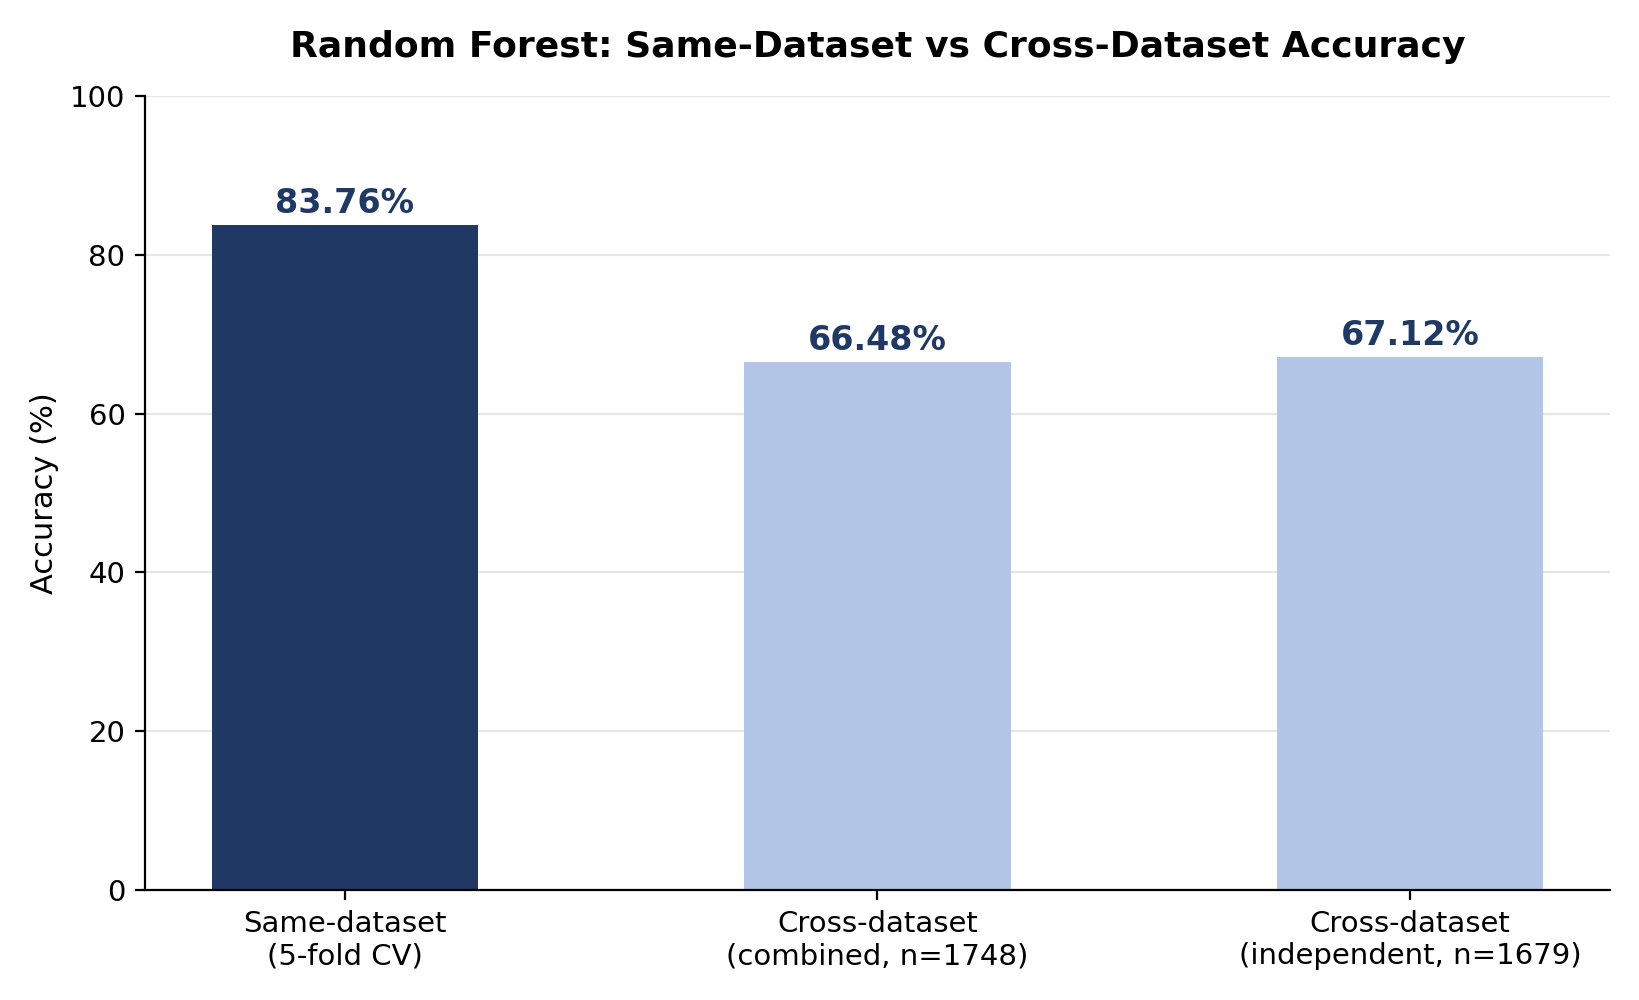 Random Forest: Same-Dataset vs Cross-Dataset Accuracy
100
80
60
40
20
0
Accuracy (%)
83.76%
66.48%
67.12%
Same-dataset
(5-fold CV)
Cross-dataset
(combined, n=1748)
Cross-dataset
(independent, n=1679)